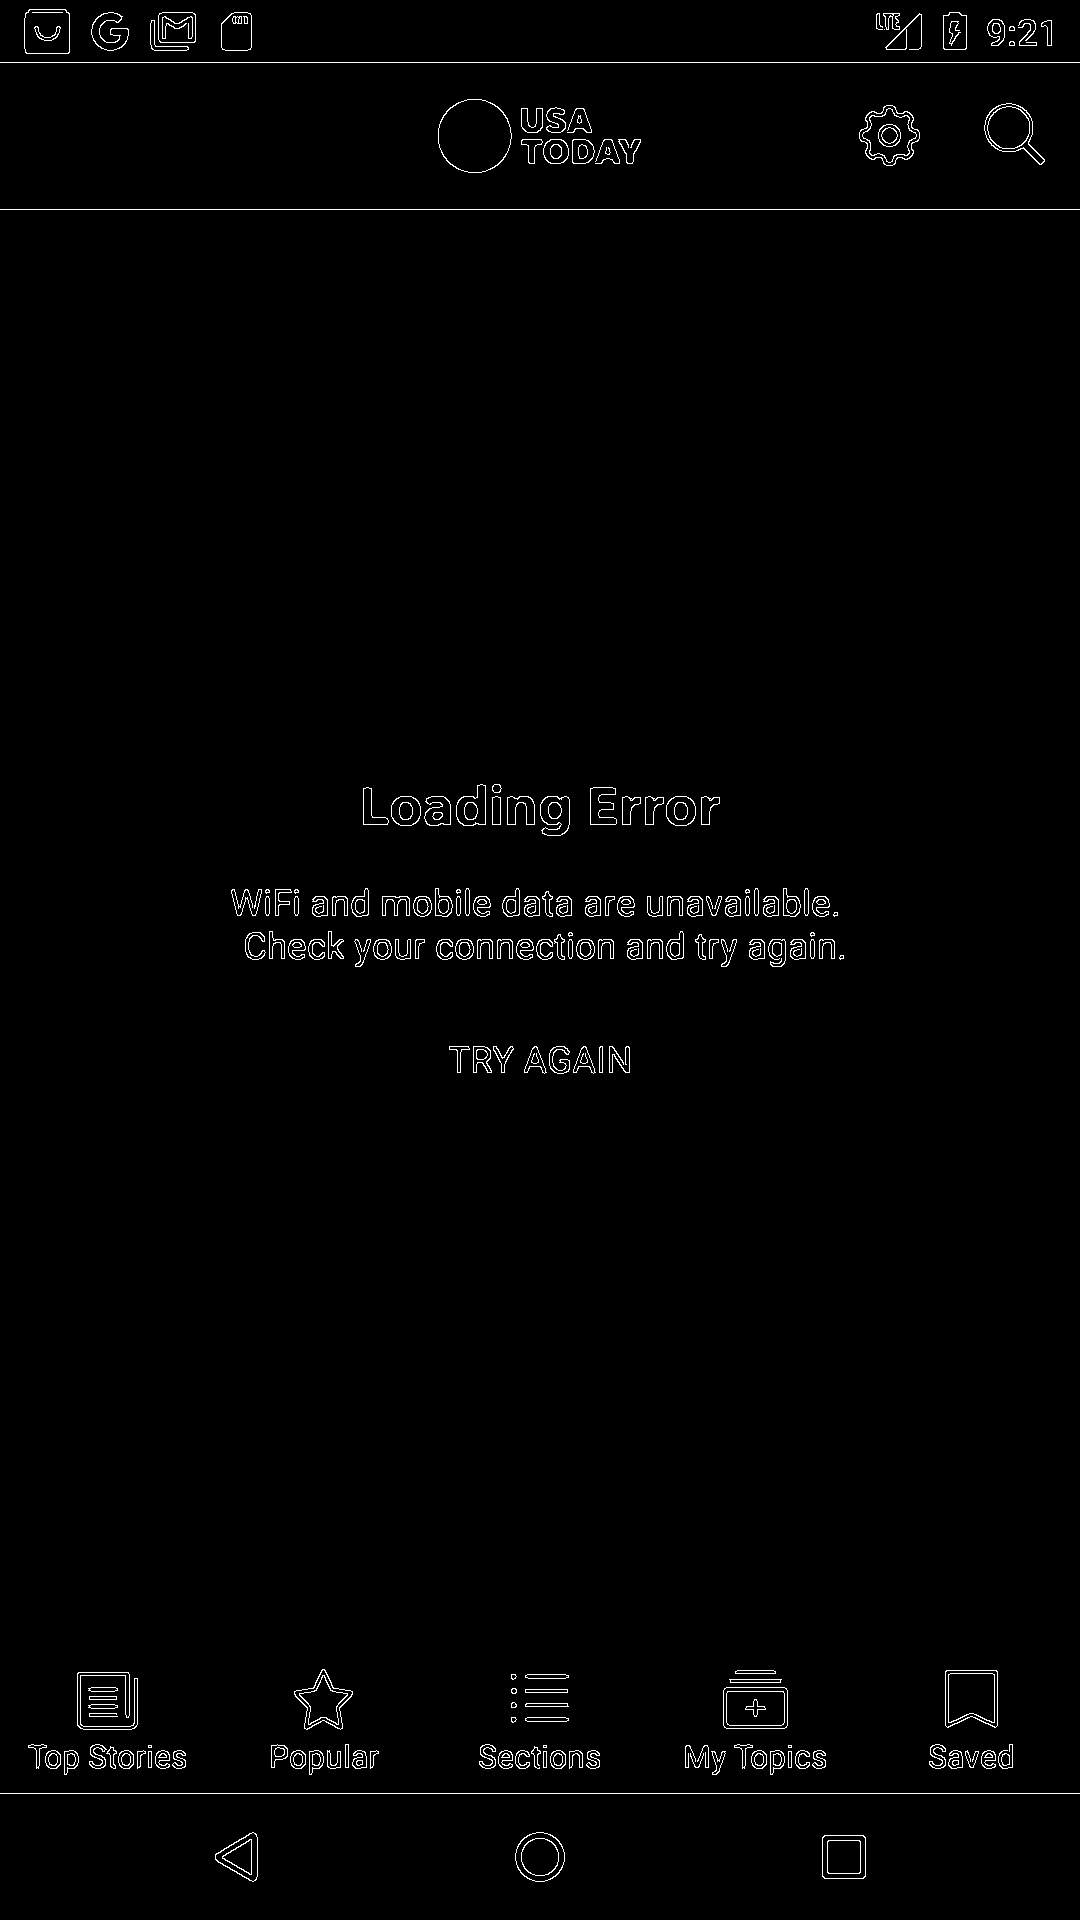 LTE 9:21
USA
TODAY
Loading Error
WiFi and mobile data are unavailable.
Check your connection and try again.
TRY AGAIN
Top Stories Popular Sections My Topics Saved